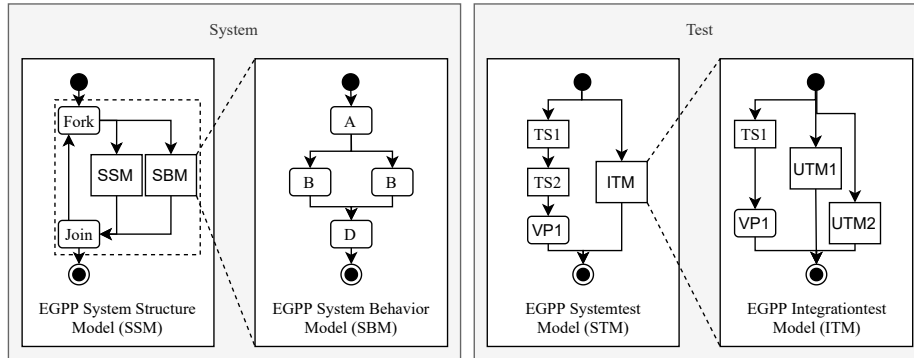 System
Fork
SSM
SBM
Join
EGPP System Structure
Model (SSM)
A
B
B
D
EGPP System Behavior
Model (SBM)
Test
TS1
TS2
VP1
ITM
EGPP Systemtest
Model (STM)
TS1
UTM1
VP1
UTM2
EGPP Integrationtest
Model (ITM)